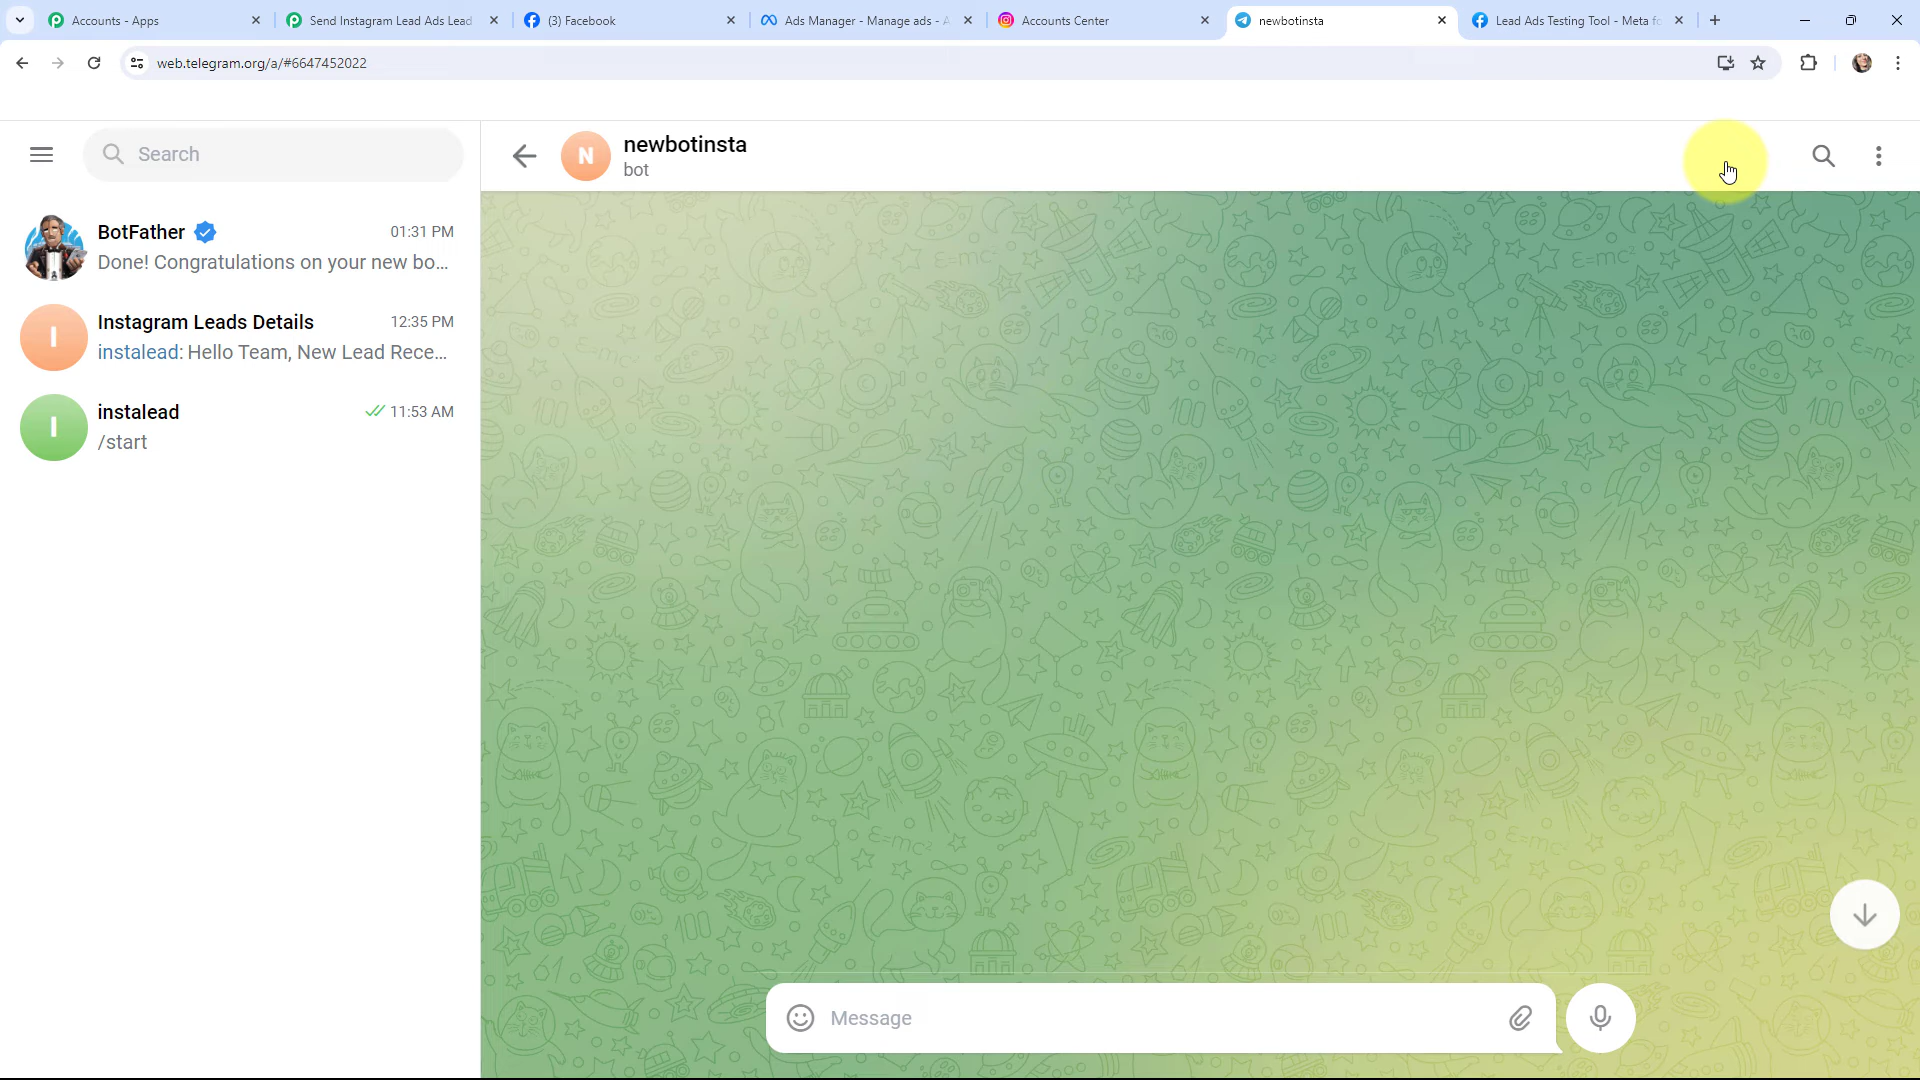 Accounts - Apps
Send Instagram Lead Ads Lead
(3) Facebook
Ads Manager - Manage ads - A
Accounts Center
newbotinsta
Lead Ads Testing Tool - Meta fo
web.telegram.org/a/#6647452022
Search
N
newbotinsta
bot
BotFather
01:31 PM
Done! Congratulations on your new bo...
I
Instagram Leads Details
12:35 PM
instalead: Hello Team, New Lead Rece...
I
instalead
11:53 AM
/start
Message